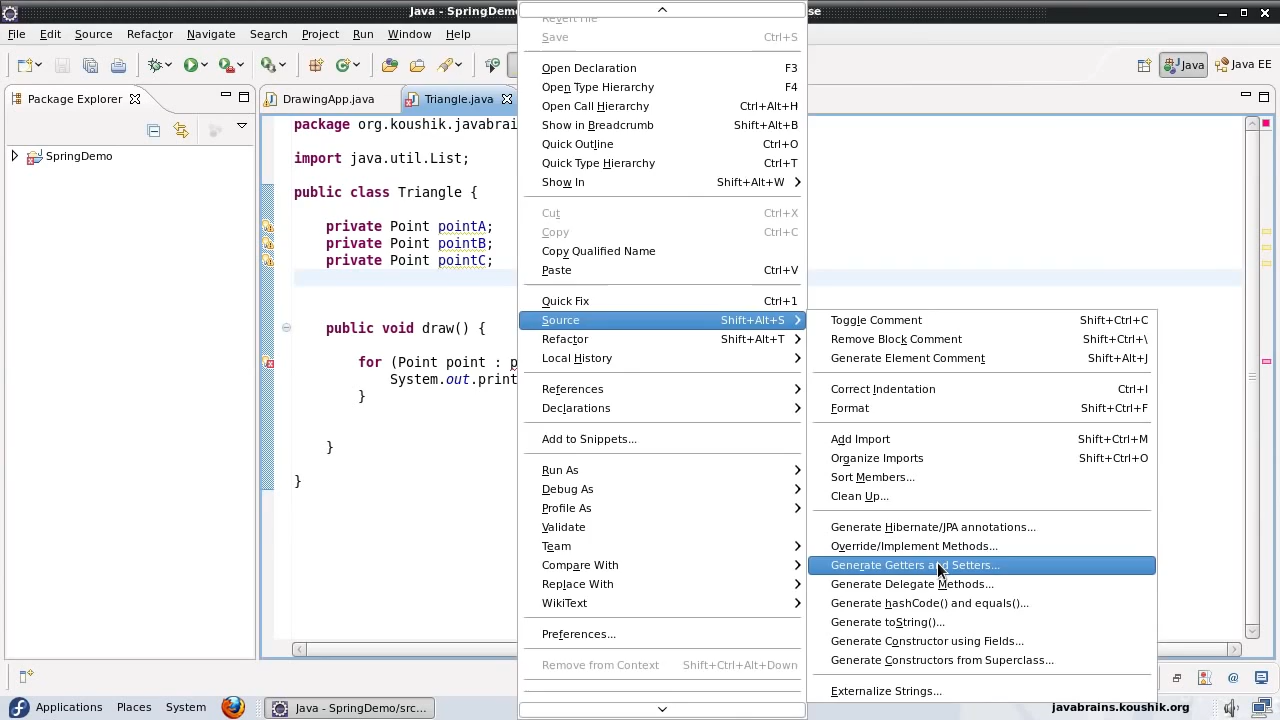 Java - SpringDemo
se
File Edit Source Refactor Navigate Search Project Run Window Help
Java
Java EE
Package Explorer
DrawingApp.java
Triangle.java
SpringDemo
package org.koushik.javabrain
import java.util.List;
public class Triangle {
private Point pointA;
private Point pointB;
private Point pointC;
public void draw() {
for (Point point : p
System.out.print
}
}
}
Revert File
Save Ctrl+S
Open Declaration F3
Open Type Hierarchy F4
Open Call Hierarchy Ctrl+Alt+H
Show in Breadcrumb Shift+Alt+B
Quick Outline Ctrl+O
Quick Type Hierarchy Ctrl+T
Show In Shift+Alt+W
Cut Ctrl+X
Copy Ctrl+C
Copy Qualified Name
Paste Ctrl+V
Quick Fix Ctrl+1
Source Shift+Alt+S
Refactor Shift+Alt+T
Local History
References
Declarations
Add to Snippets...
Run As
Debug As
Profile As
Validate
Team
Compare With
Replace With
WikiText
Preferences...
Remove from Context Shift+Ctrl+Alt+Down
Toggle Comment Shift+Ctrl+C
Remove Block Comment Shift+Ctrl+\
Generate Element Comment Shift+Alt+J
Correct Indentation Ctrl+I
Format Shift+Ctrl+F
Add Import Shift+Ctrl+M
Organize Imports Shift+Ctrl+O
Sort Members...
Clean Up...
Generate Hibernate/JPA annotations...
Override/Implement Methods...
Generate Getters and Setters...
Generate Delegate Methods...
Generate hashCode() and equals()...
Generate toString()...
Generate Constructor using Fields...
Generate Constructors from Superclass...
Externalize Strings...
Applications Places System
Java - SpringDemo/src...
javabrains.koushik.org